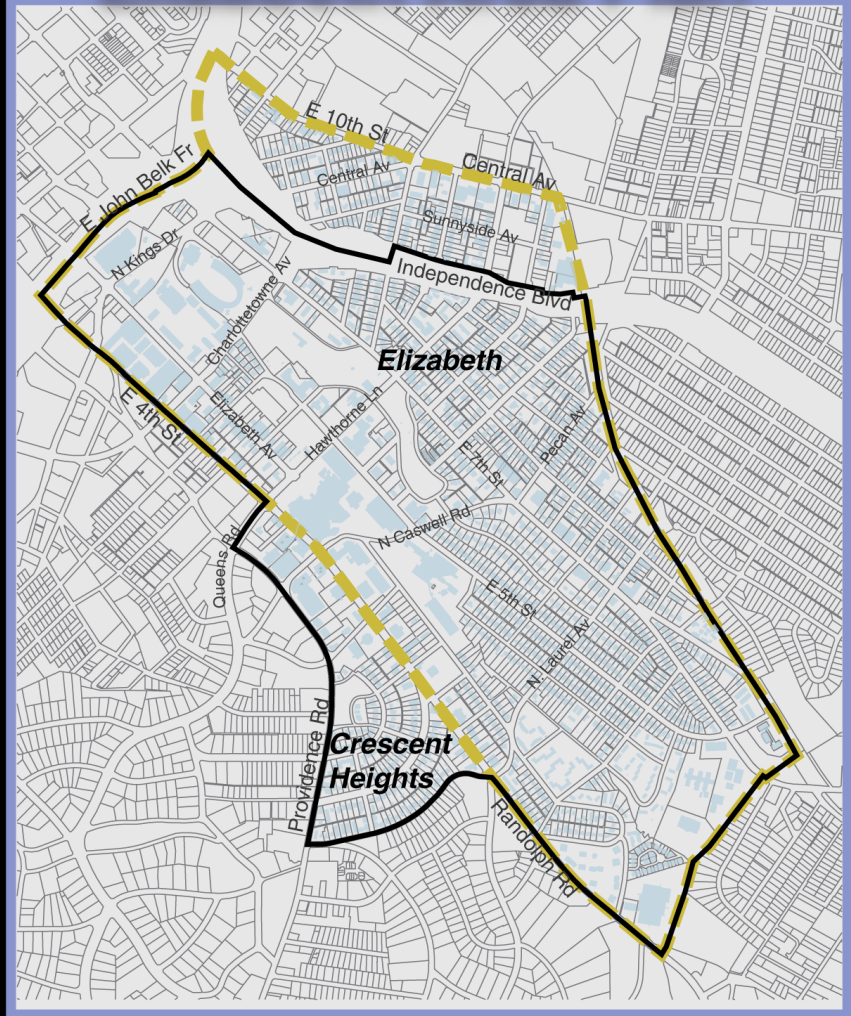 E 10th St
Central Av
E John Belk Fr
Central Av
Sunnyside Av
N Kings Dr
Independence Blvd
Charlottetowne Av
Elizabeth
E 4th St
Elizabeth Av
Hawthorne Ln
Pecan Av
E 7th St
N Caswell Rd
Queens Rd
E 5th St
N. Laurel Av
Providence Rd
Crescent
Heights
Randolph Rd